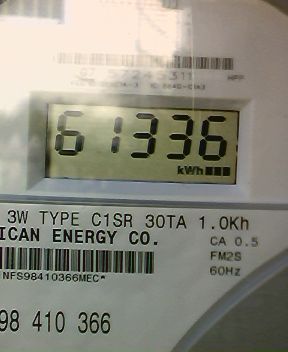 61336
kWh
3W TYPE C1SR 30TA 1.0Kh
ICAN ENERGY CO.
CA 0.5
FM2S
NFS98410366MEC*
60Hz
98 410 366